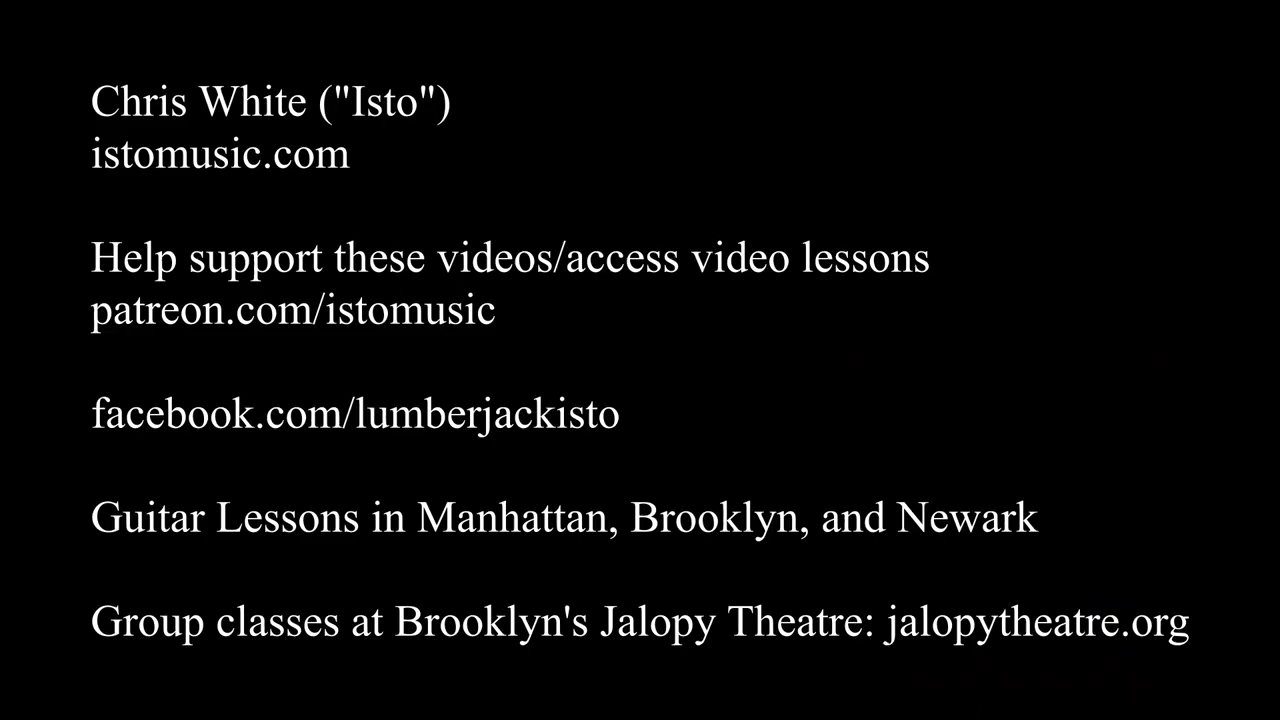 Chris White ("Isto")
istomusic.com
Help support these videos/access video lessons
patreon.com/istomusic
facebook.com/lumberjackisto
Guitar Lessons in Manhattan, Brooklyn, and Newark
Group classes at Brooklyn's Jalopy Theatre: jalopytheatre.org